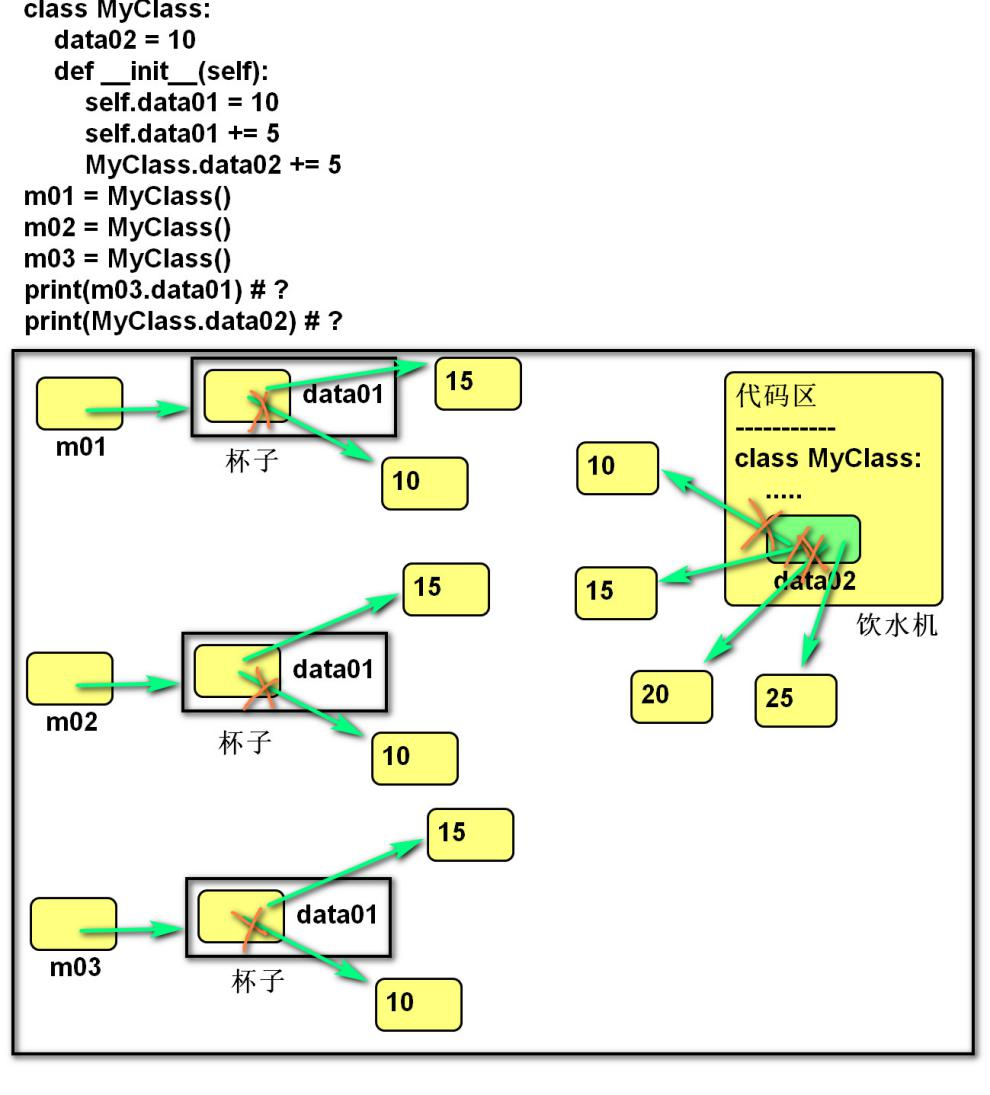 class MyClass:
data02 = 10
def __init__(self):
self.data01 = 10
self.data01 += 5
MyClass.data02 += 5
m01 = MyClass()
m02 = MyClass()
m03 = MyClass()
print(m03.data01) # ?
print(MyClass.data02) # ?
m01
data01
杯子
15
10
m02
data01
杯子
15
10
m03
data01
杯子
15
10
代码区
-----------
class MyClass:
.....
data02
饮水机
10
15
20
25